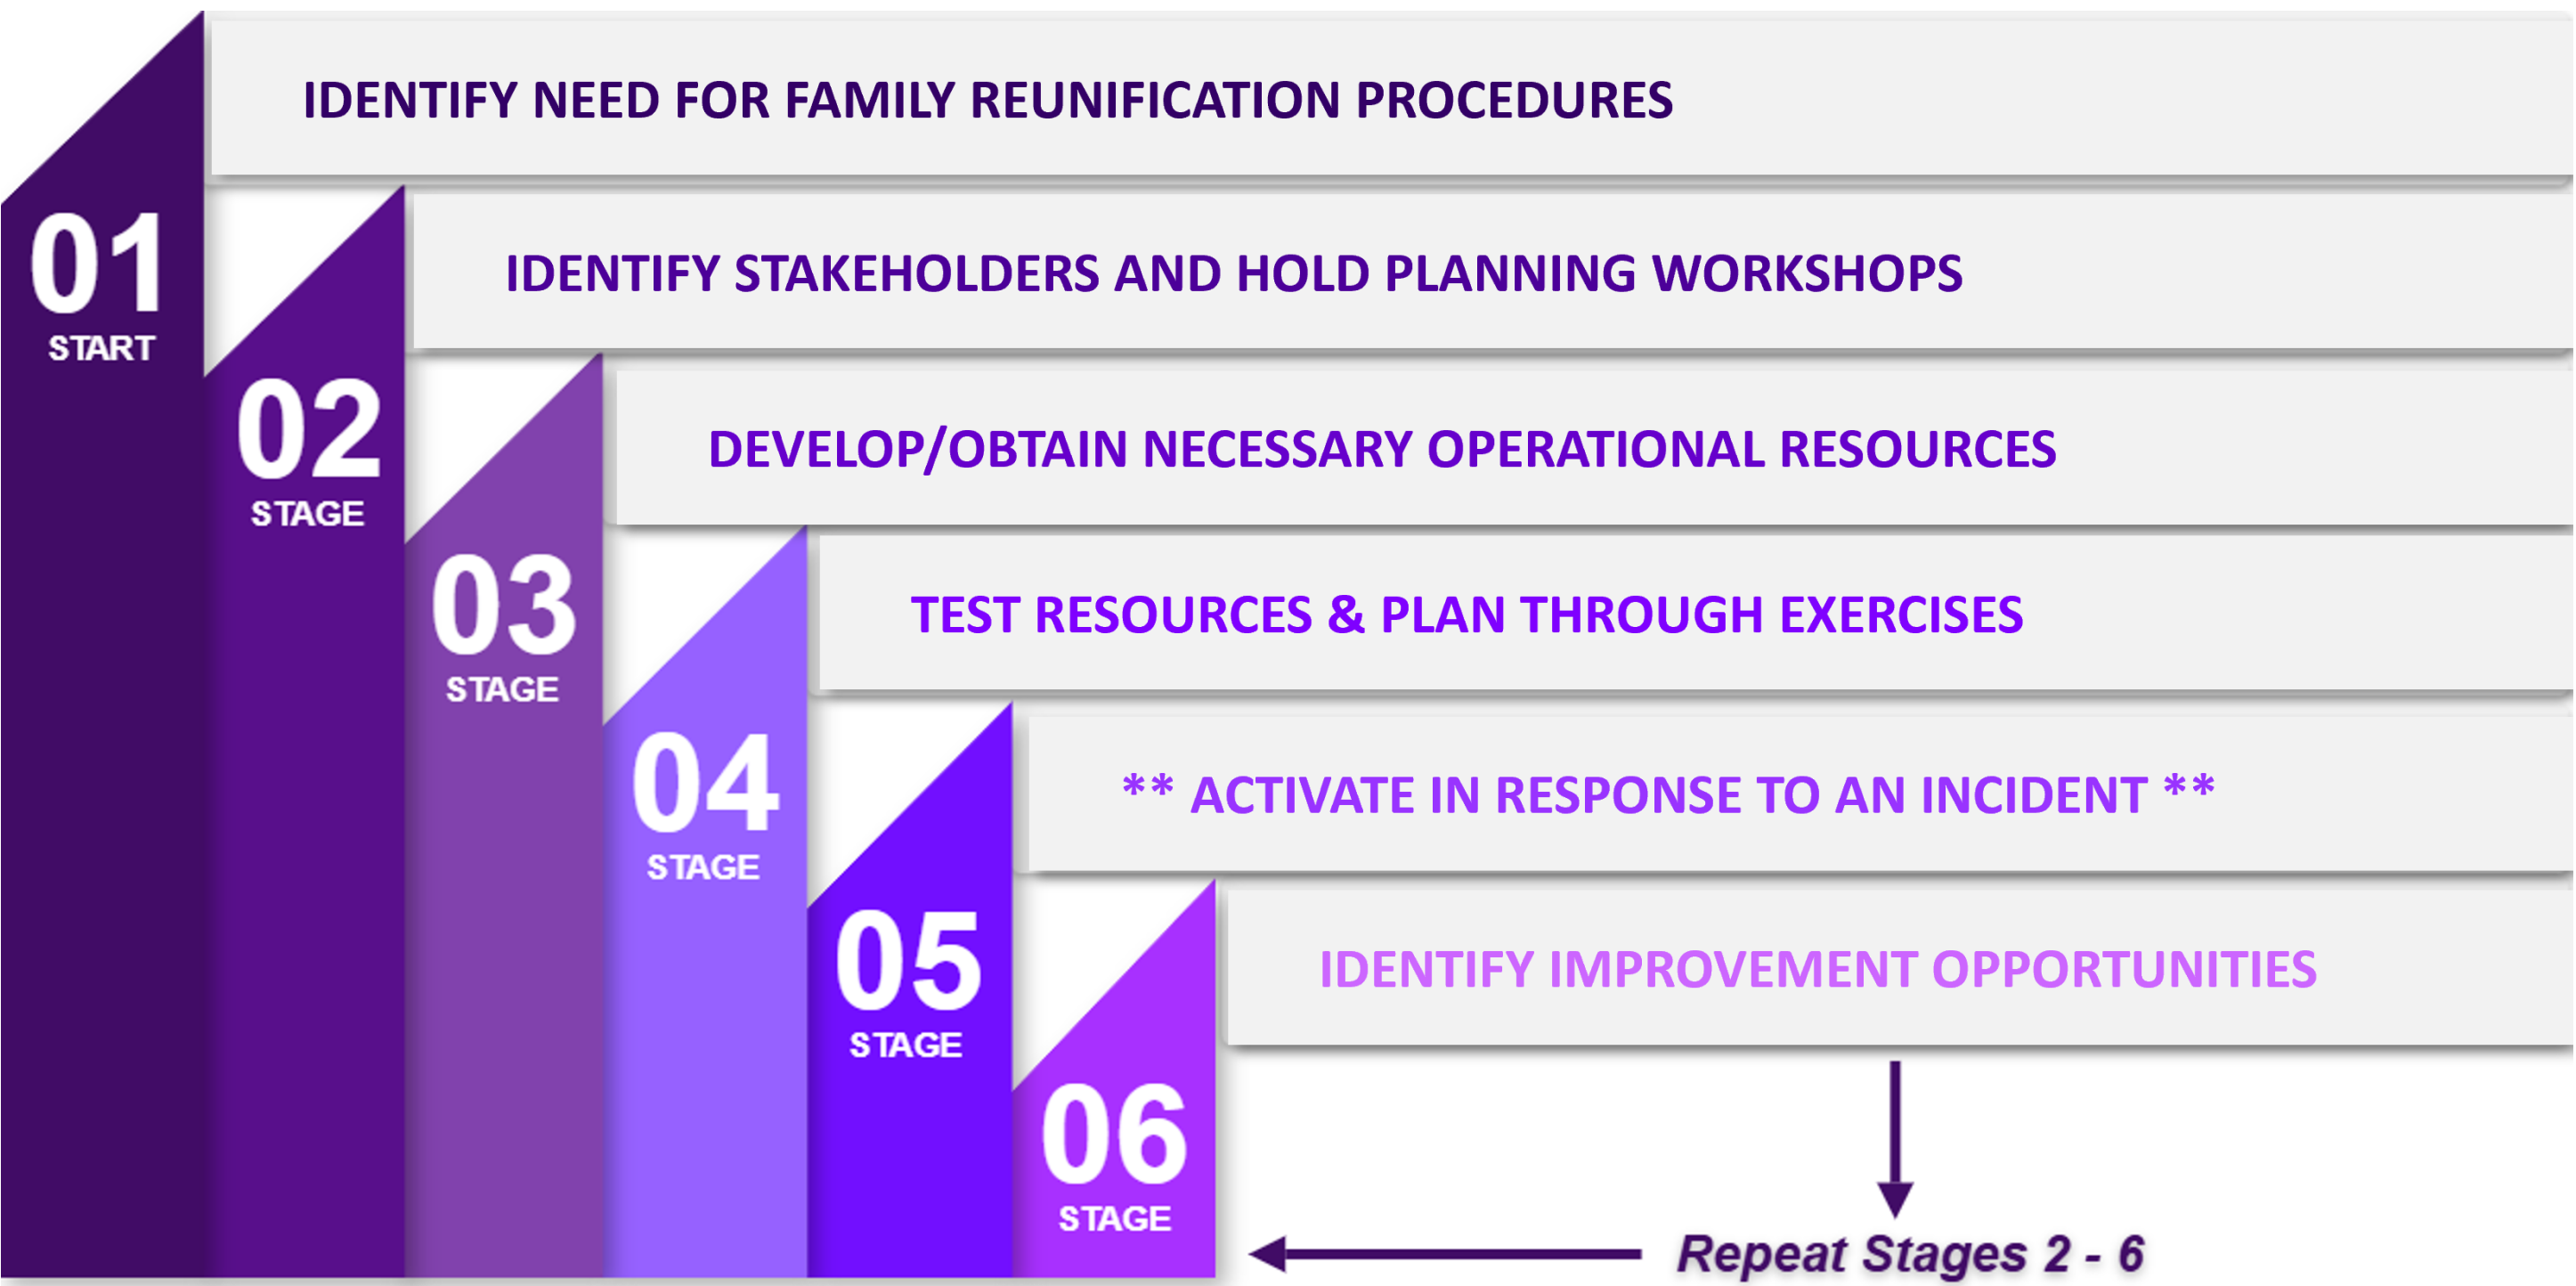 IDENTIFY NEED FOR FAMILY REUNIFICATION PROCEDURES
01
START
IDENTIFY STAKEHOLDERS AND HOLD PLANNING WORKSHOPS
02
STAGE
DEVELOP/OBTAIN NECESSARY OPERATIONAL RESOURCES
03
STAGE
TEST RESOURCES & PLAN THROUGH EXERCISES
04
STAGE
** ACTIVATE IN RESPONSE TO AN INCIDENT **
05
STAGE
IDENTIFY IMPROVEMENT OPPORTUNITIES
06
STAGE
Repeat Stages 2 - 6